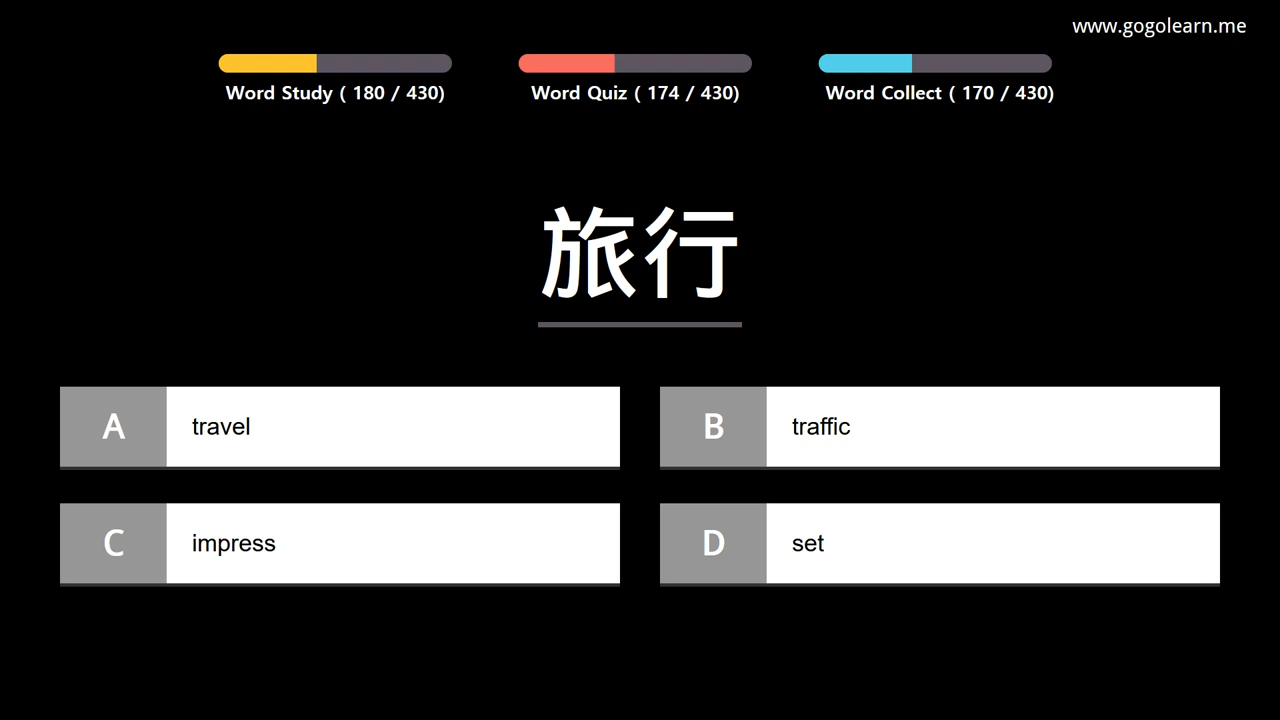 www.gogolearn.me
Word Study ( 180 / 430)
Word Quiz ( 174 / 430)
Word Collect ( 170 / 430)
旅行
A travel
B traffic
C impress
D set